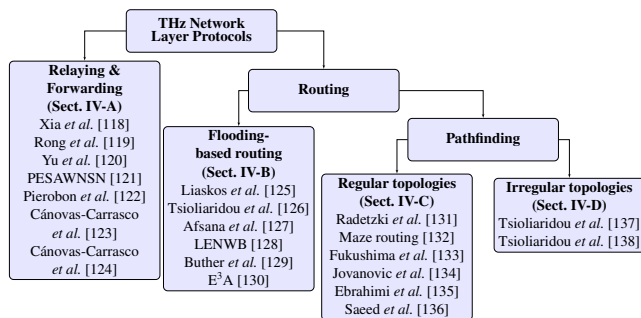 THz Network
Layer Protocols
Relaying &
Forwarding
(Sect. IV-A)
Xia et al. [118]
Rong et al. [119]
Yu et al. [120]
PESAWNSN [121]
Pierobon et al. [122]
Cánovas-Carrasco
et al. [123]
Cánovas-Carrasco
et al. [124]
Routing
Flooding-
based routing
(Sect. IV-B)
Liaskos et al. [125]
Tsioliaridou et al. [126]
Afsana et al. [127]
LENWB [128]
Buther et al. [129]
E³A [130]
Pathfinding
Regular topologies
(Sect. IV-C)
Radetzki et al. [131]
Maze routing [132]
Fukushima et al. [133]
Jovanovic et al. [134]
Ebrahimi et al. [135]
Saeed et al. [136]
Irregular topologies
(Sect. IV-D)
Tsioliaridou et al. [137]
Tsioliaridou et al. [138]